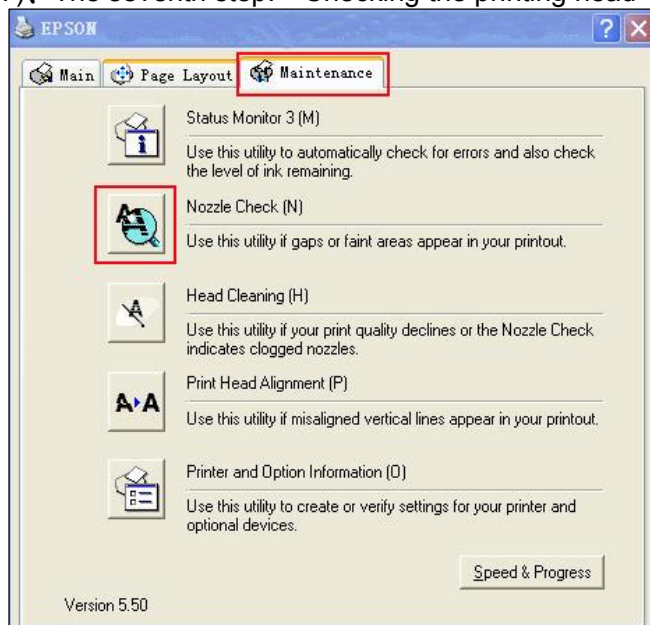 The seventh step: Checking the printing head
EPSON
Main Page Layout Maintenance
Status Monitor 3 (M)
Use this utility to automatically check for errors and also check
the level of ink remaining.
Nozzle Check (N)
Use this utility if gaps or faint areas appear in your printout.
Head Cleaning (H)
Use this utility if your print quality declines or the Nozzle Check
indicates clogged nozzles.
Print Head Alignment (P)
Use this utility if misaligned vertical lines appear in your printout.
Printer and Option Information (O)
Use this utility to create or verify settings for your printer and
optional devices.
Speed & Progress
Version 5.50